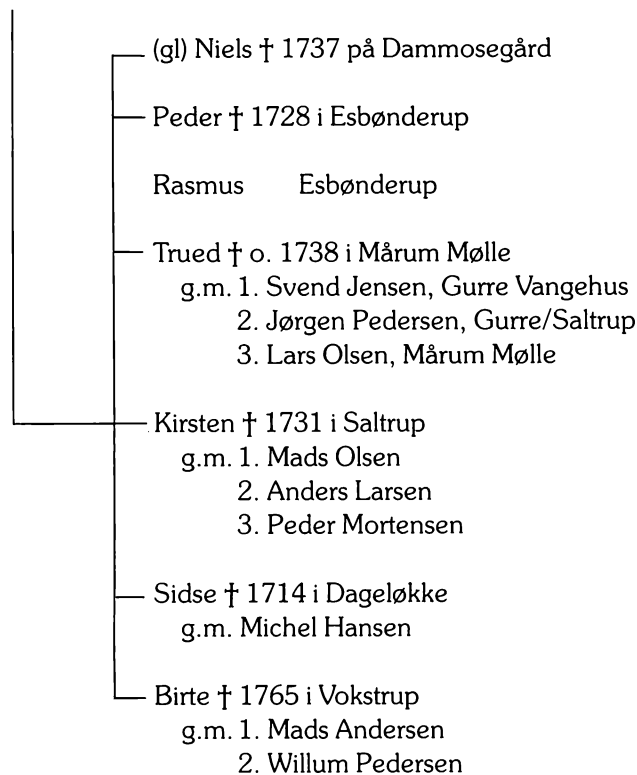 (gl) Niels † 1737 på Dammosegård
Peder † 1728 i Esbønderup
Rasmus Esbønderup
Trued † o. 1738 i Mårum Mølle
g.m. 1. Svend Jensen, Gurre Vangehus
2. Jørgen Pedersen, Gurre/Saltrup
3. Lars Olsen, Mårum Mølle
Kirsten † 1731 i Saltrup
g.m. 1. Mads Olsen
2. Anders Larsen
3. Peder Mortensen
Sidse † 1714 i Dageløkke
g.m. Michel Hansen
Birte † 1765 i Vokstrup
g.m. 1. Mads Andersen
2. Willum Pedersen